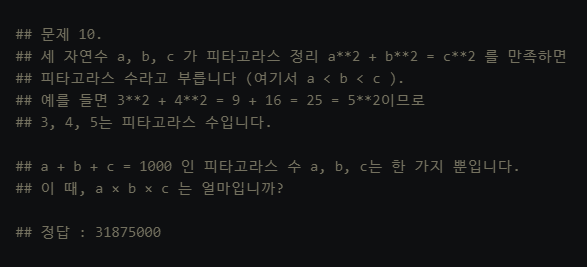 ## 문제 10.
## 세 자연수 a, b, c 가 피타고라스 정리 a**2 + b**2 = c**2 를 만족하면
## 피타고라스 수라고 부릅니다 (여기서 a < b < c ).
## 예를 들면 3**2 + 4**2 = 9 + 16 = 25 = 5**2이므로
## 3, 4, 5는 피타고라스 수입니다.
## a + b + c = 1000 인 피타고라스 수 a, b, c는 한 가지 뿐입니다.
## 이 때, a × b × c 는 얼마입니까?
## 정답 : 31875000